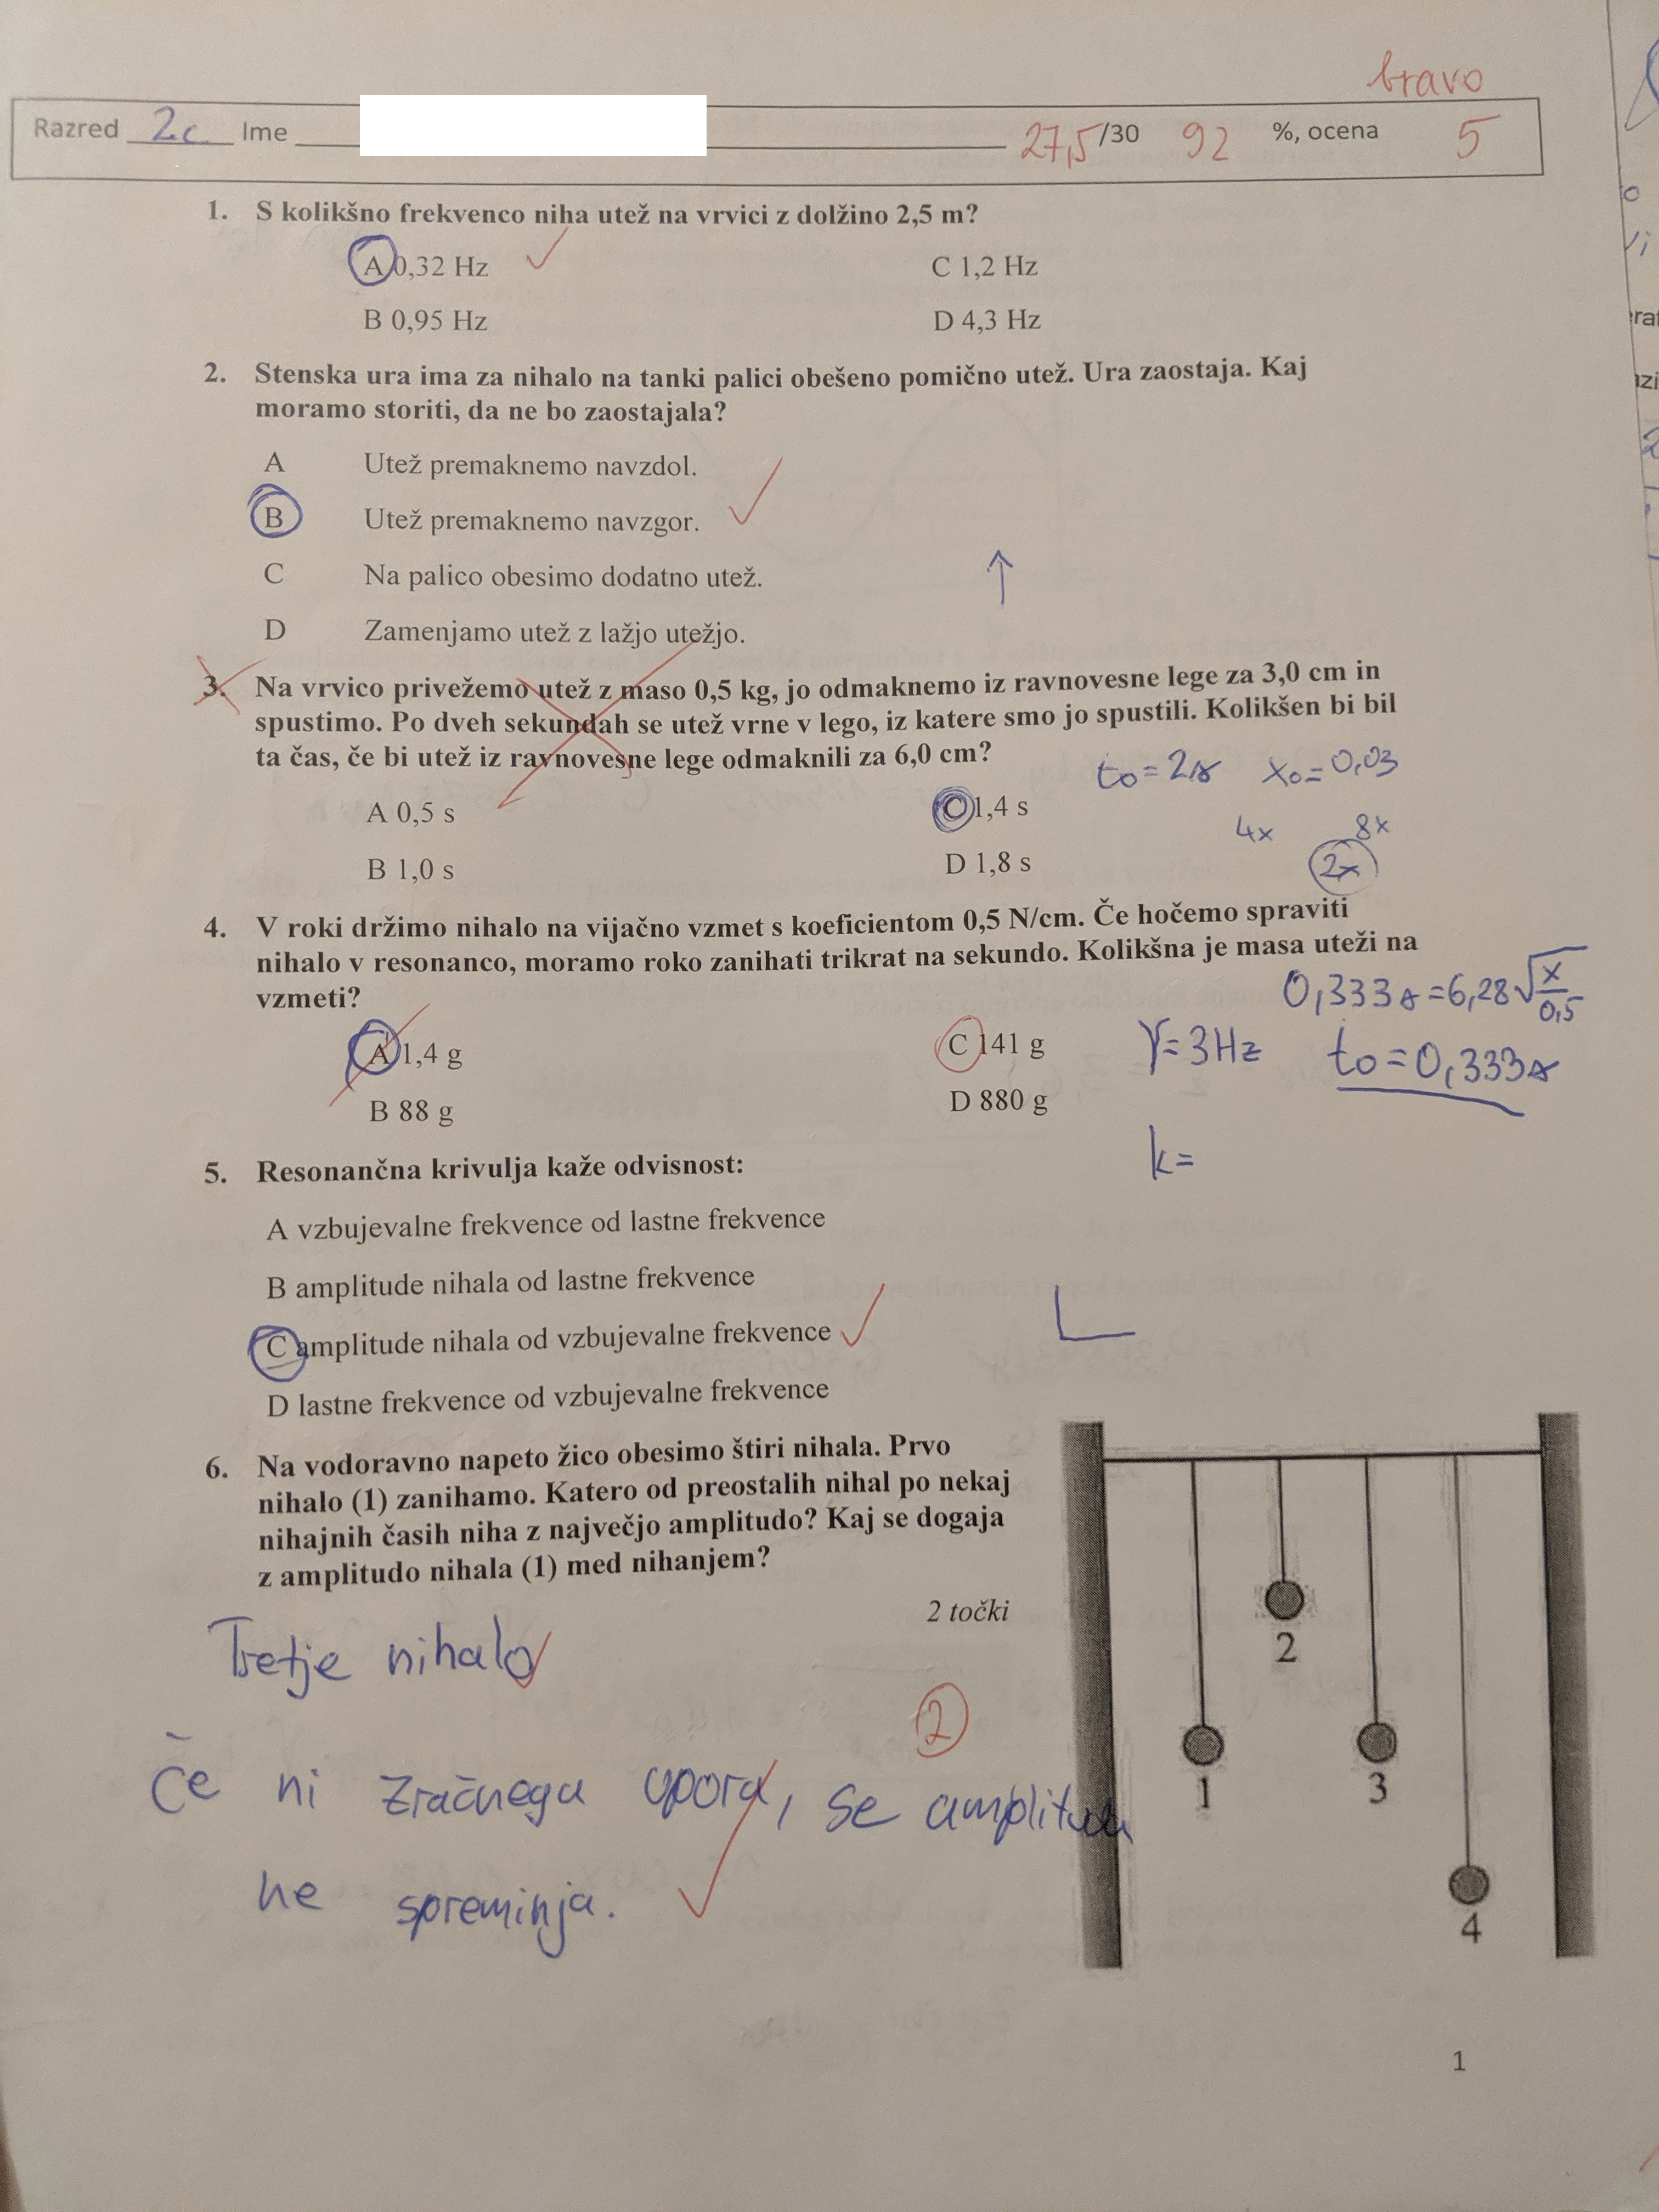 bravo
Razred 2c Ime 27,5/30 92 %, ocena 5
1. S kolikšno frekvenco niha utež na vrvici z dolžino 2,5 m?
A 0,32 Hz C 1,2 Hz
B 0,95 Hz D 4,3 Hz
2. Stenska ura ima za nihalo na tanki palici obešeno pomično utež. Ura zaostaja. Kaj
moramo storiti, da ne bo zaostajala?
A Utež premaknemo navzdol.
B Utež premaknemo navzgor.
C Na palico obesimo dodatno utež.
D Zamenjamo utež z lažjo utežjo.
3. Na vrvico privežemo utež z maso 0,5 kg, jo odmaknemo iz ravnovesne lege za 3,0 cm in
spustimo. Po dveh sekundah se utež vrne v lego, iz katere smo jo spustili. Kolikšen bi bil
ta čas, če bi utež iz ravnovesne lege odmaknili za 6,0 cm?
to = 2s xo = 0,03
A 0,5 s C 1,4 s
4x 8x
B 1,0 s D 1,8 s
2x
4. V roki držimo nihalo na vijačno vzmet s koeficientom 0,5 N/cm. Če hočemo spraviti
nihalo v resonanco, moramo roko zanihati trikrat na sekundo. Kolikšna je masa uteži na
vzmeti?
0,333s = 6,28 √x/0,5
A 1,4 g C 141 g
γ = 3Hz to = 0,333s
B 88 g D 880 g
k =
5. Resonančna krivulja kaže odvisnost:
A vzbujevalne frekvence od lastne frekvence
B amplitude nihala od lastne frekvence
C amplitude nihala od vzbujevalne frekvence
D lastne frekvence od vzbujevalne frekvence
6. Na vodoravno napeto žico obesimo štiri nihala. Prvo
nihalo (1) zanihamo. Katero od preostalih nihal po nekaj
nihajnih časih niha z največjo amplitudo? Kaj se dogaja
z amplitudo nihala (1) med nihanjem?
2 točki
Tretje nihalo
2
Če ni zračnega upora, se amplituda
ne spreminja.
2
1
3
4
1